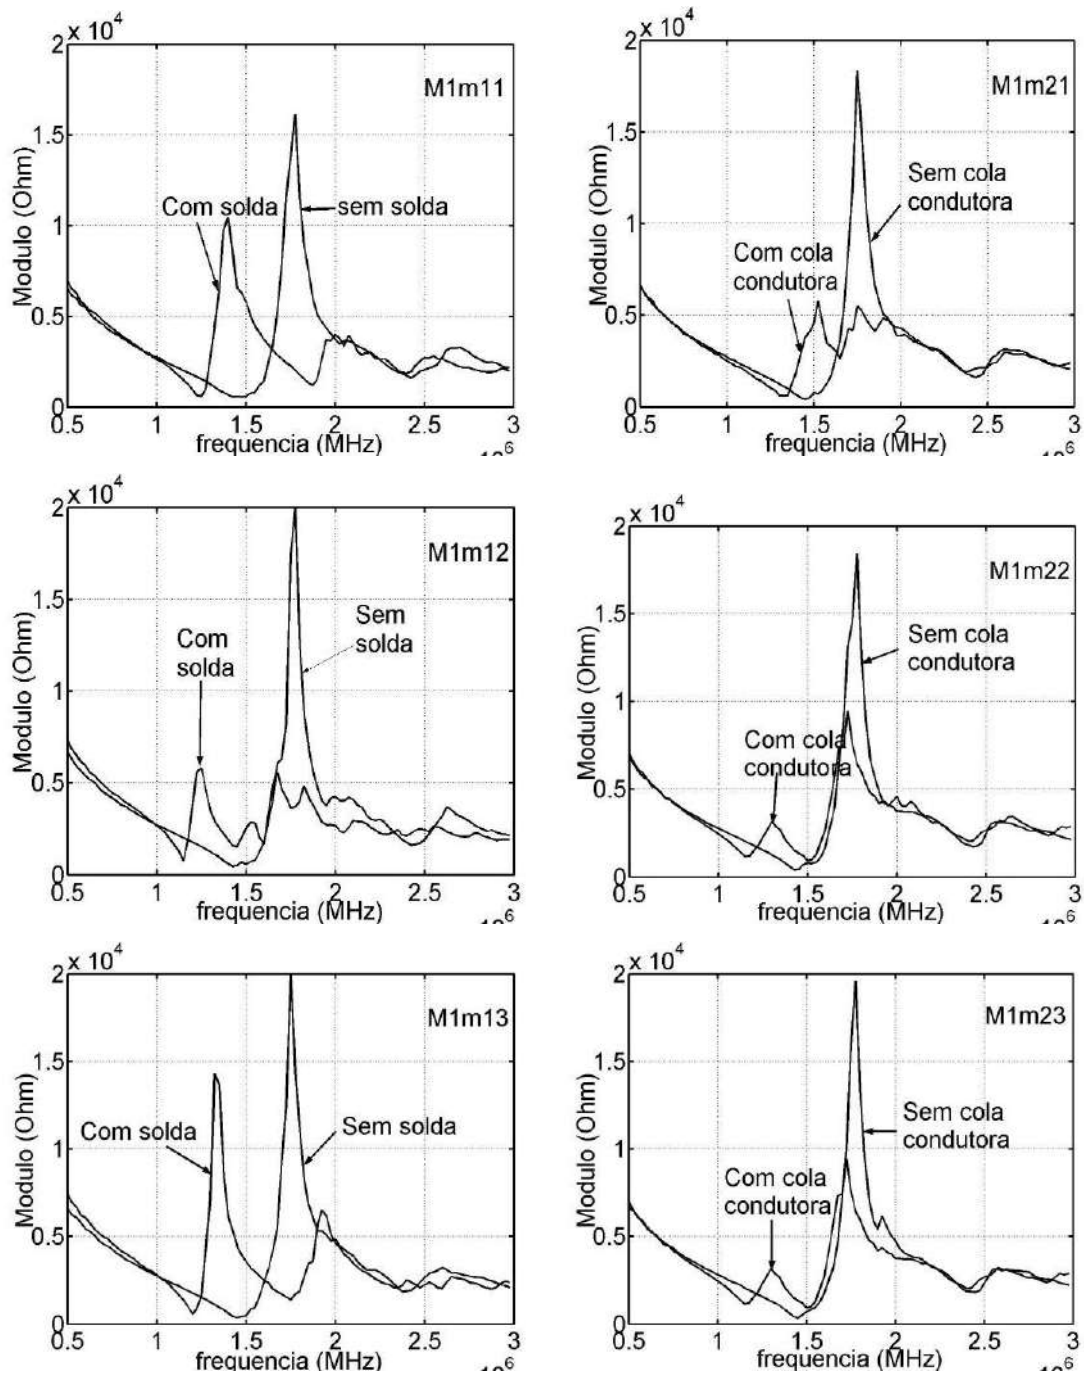 x 10^4
2
M1m11
1.5
Com solda
sem solda
1
Modulo (Ohm)
0.5
0
0.5 1 1.5 2 2.5 3
frequencia (MHz)
x 10^4
2
M1m21
1.5
Sem cola
condutora
1
Com cola
condutora
Modulo (Ohm)
0.5
0
0.5 1 1.5 2 2.5 3
frequencia (MHz)
x 10^4
2
M1m12
1.5
Sem
solda
Com
solda
1
Modulo (Ohm)
0.5
0
0.5 1 1.5 2 2.5 3
frequencia (MHz)
x 10^4
2
M1m22
1.5
Sem cola
condutora
1
Com cola
condutora
Modulo (Ohm)
0.5
0
0.5 1 1.5 2 2.5 3
frequencia (MHz)
x 10^4
2
M1m13
1.5
Com solda
Sem solda
1
Modulo (Ohm)
0.5
0
0.5 1 1.5 2 2.5 3
frequencia (MHz)
x 10^4
2
M1m23
1.5
Sem cola
condutora
1
Com cola
condutora
Modulo (Ohm)
0.5
0
0.5 1 1.5 2 2.5 3
frequencia (MHz)